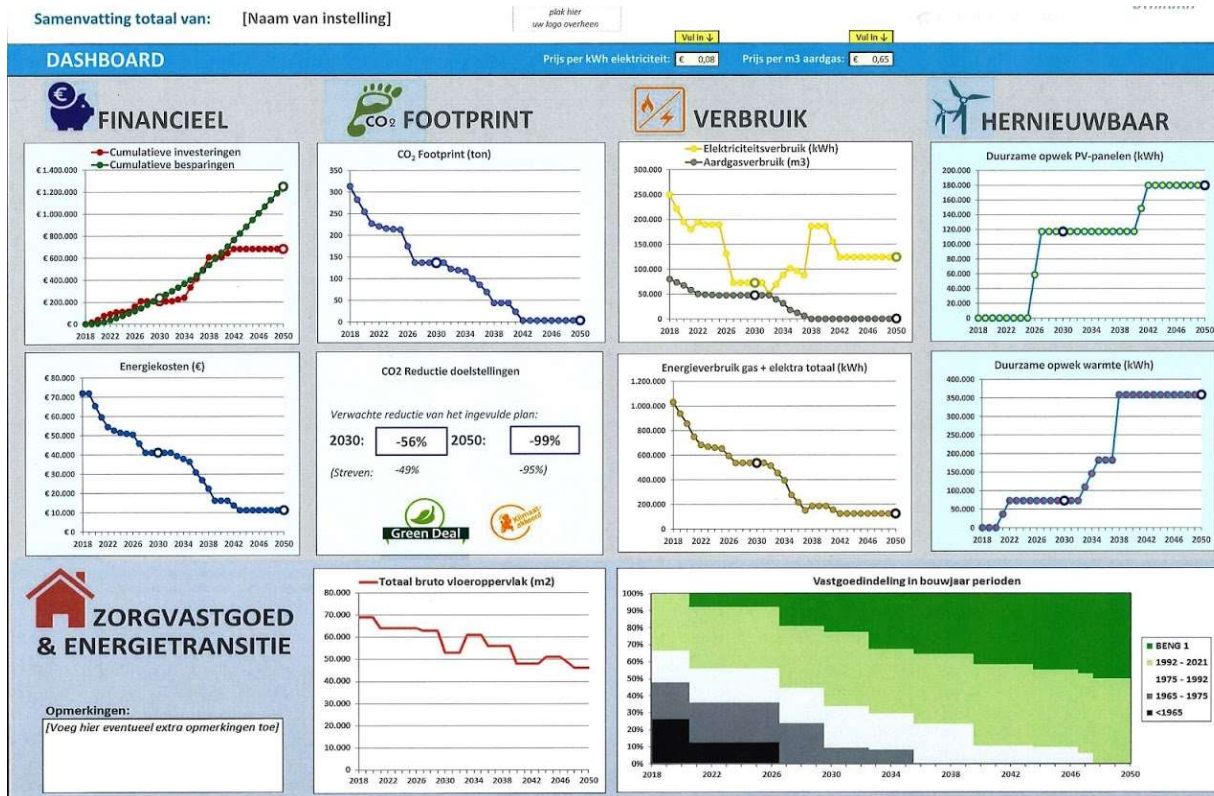 Samenvatting totaal van: [Naam van instelling]
plak hier
uw logo overheen
Vul in ↓
Vul in ↓
DASHBOARD
Prijs per kWh elektriciteit: € 0,08
Prijs per m3 aardgas: € 0,65
FINANCIEEL
CO2 FOOTPRINT
VERBRUIK
HERNIEUWBAAR
Cumulatieve investeringen
Cumulatieve besparingen
€ 1.400.000
€ 1.200.000
€ 1.000.000
€ 800.000
€ 600.000
€ 400.000
€ 200.000
€ 0
2018 2022 2026 2030 2034 2038 2042 2046 2050
CO₂ Footprint (ton)
350
300
250
200
150
100
50
0
2018 2022 2026 2030 2034 2038 2042 2046 2050
Elektriciteitsverbruik (kWh)
Aardgasverbruik (m3)
300.000
250.000
200.000
150.000
100.000
50.000
0
2018 2022 2026 2030 2034 2038 2042 2046 2050
Duurzame opwek PV-panelen (kWh)
200.000
180.000
160.000
140.000
120.000
100.000
80.000
60.000
40.000
20.000
0
2018 2022 2026 2030 2034 2038 2042 2046 2050
Energiekosten (€)
€ 80.000
€ 70.000
€ 60.000
€ 50.000
€ 40.000
€ 30.000
€ 20.000
€ 10.000
€ 0
2018 2022 2026 2030 2034 2038 2042 2046 2050
CO2 Reductie doelstellingen
Verwachte reductie van het ingevulde plan:
2030: -56% 2050: -99%
(Streven: -49% -95%)
Green Deal
Klimaat-
akkoord
Energieverbruik gas + elektra totaal (kWh)
1.200.000
1.000.000
800.000
600.000
400.000
200.000
0
2018 2022 2026 2030 2034 2038 2042 2046 2050
Duurzame opwek warmte (kWh)
400.000
350.000
300.000
250.000
200.000
150.000
100.000
50.000
0
2018 2022 2026 2030 2034 2038 2042 2046 2050
ZORGVASTGOED
& ENERGIETRANSITIE
Opmerkingen:
[Voeg hier eventueel extra opmerkingen toe]
Totaal bruto vloeroppervlak (m2)
80.000
70.000
60.000
50.000
40.000
30.000
20.000
10.000
0
2018 2022 2026 2030 2034 2038 2042 2046 2050
Vastgoedindeling in bouwjaar perioden
100%
90%
80%
70%
60%
50%
40%
30%
20%
10%
0%
2018 2022 2026 2030 2034 2038 2042 2046 2050
BENG 1
1992 - 2021
1975 - 1992
1965 - 1975
<1965